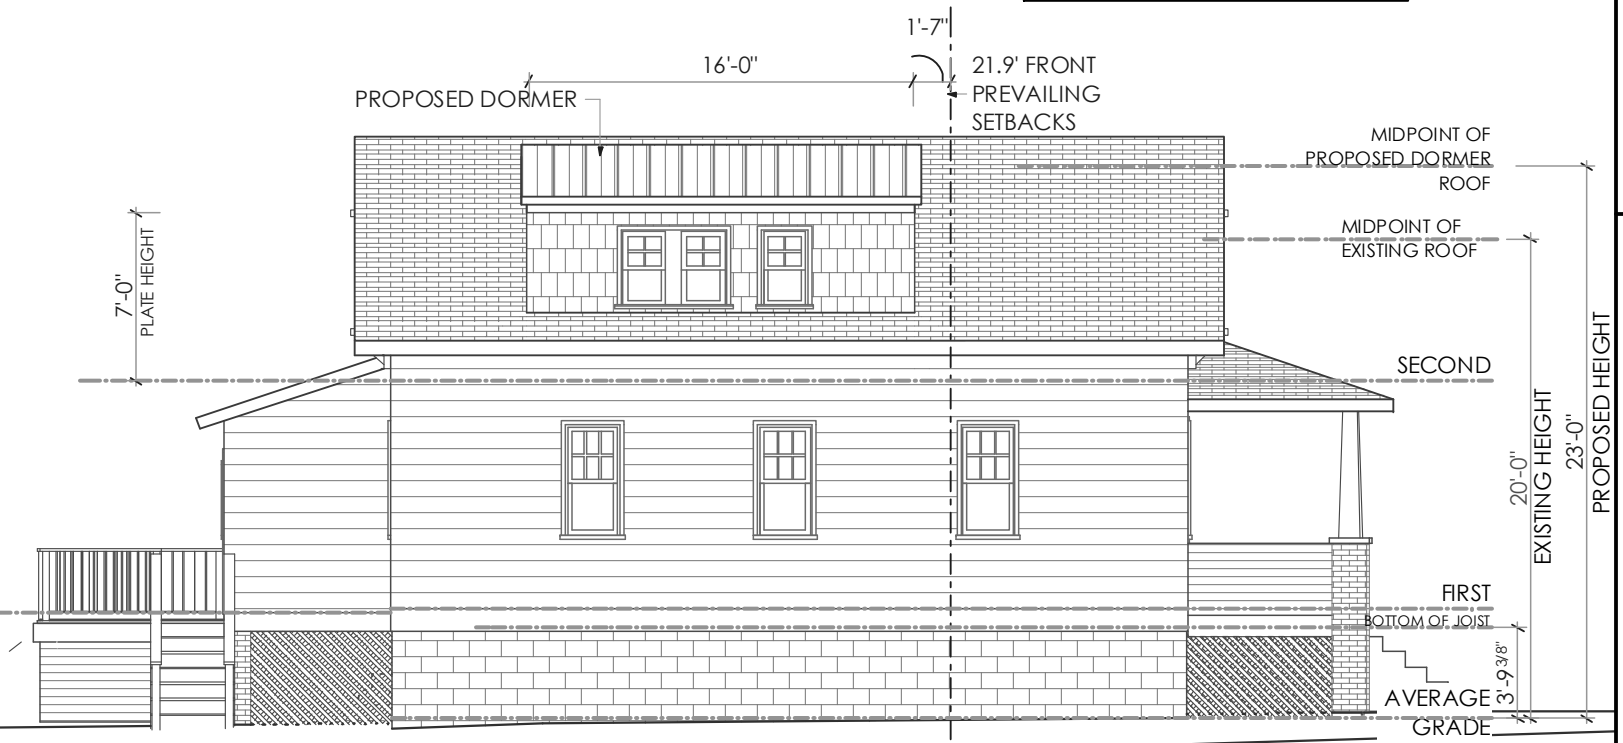 1'-7"
16'-0"
21.9' FRONT
PREVAILING
SETBACKS
PROPOSED DORMER
MIDPOINT OF
PROPOSED DORMER
ROOF
MIDPOINT OF
EXISTING ROOF
7'-0"
PLATE HEIGHT
SECOND
20'-0"
EXISTING HEIGHT
23'-0"
PROPOSED HEIGHT
FIRST
BOTTOM OF JOIST
3'-9 3/8"
AVERAGE
GRADE